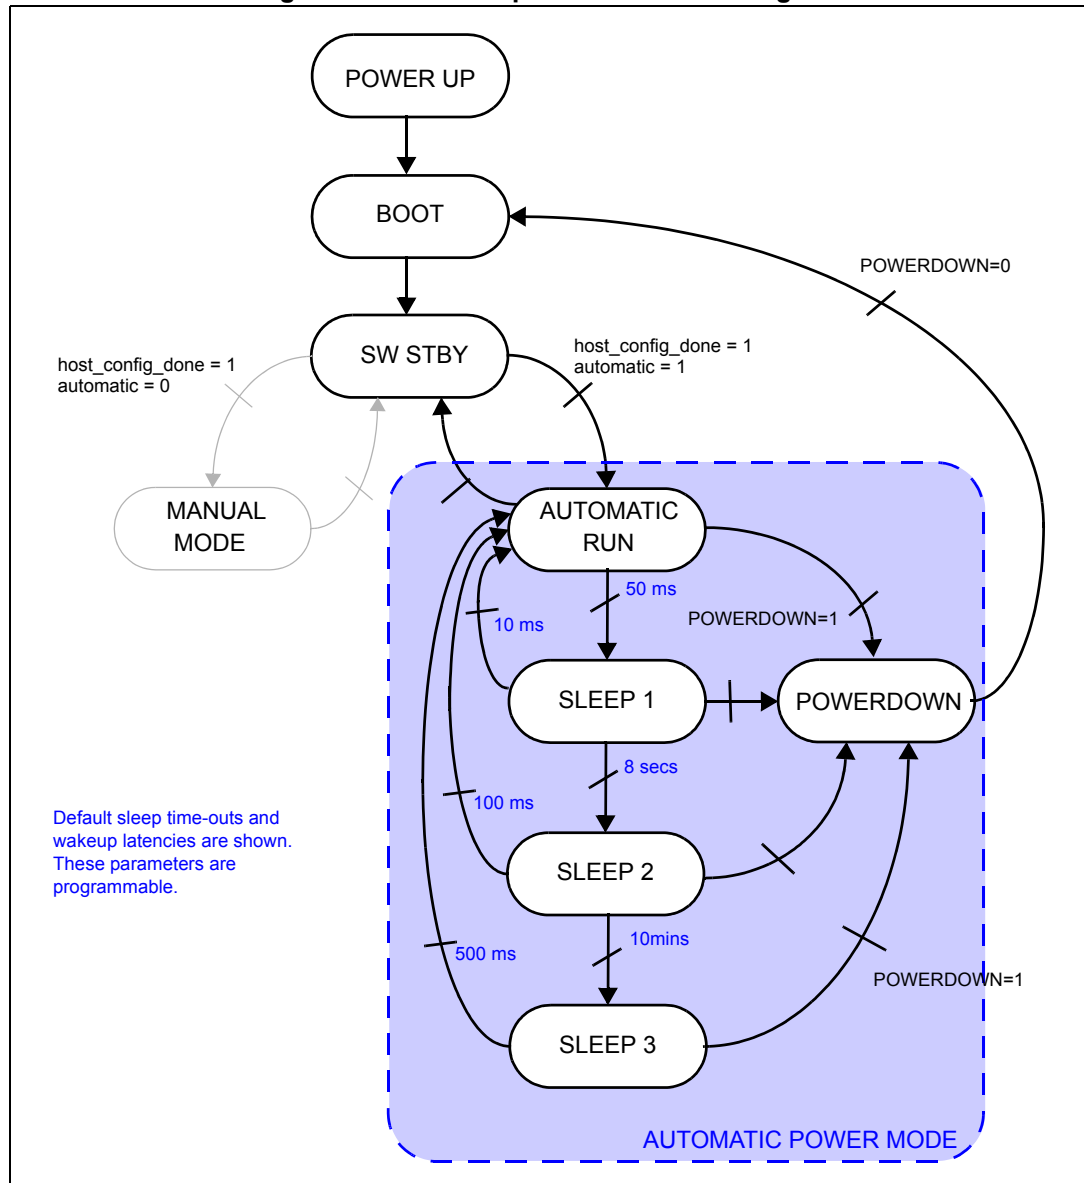 POWER UP
BOOT
POWERDOWN=0
SW STBY
host_config_done = 1
automatic = 0
host_config_done = 1
automatic = 1
MANUAL
MODE
AUTOMATIC
RUN
50 ms
10 ms
POWERDOWN=1
SLEEP 1
POWERDOWN
8 secs
100 ms
Default sleep time-outs and
wakeup latencies are shown.
These parameters are
programmable.
SLEEP 2
10mins
500 ms
POWERDOWN=1
SLEEP 3
AUTOMATIC POWER MODE